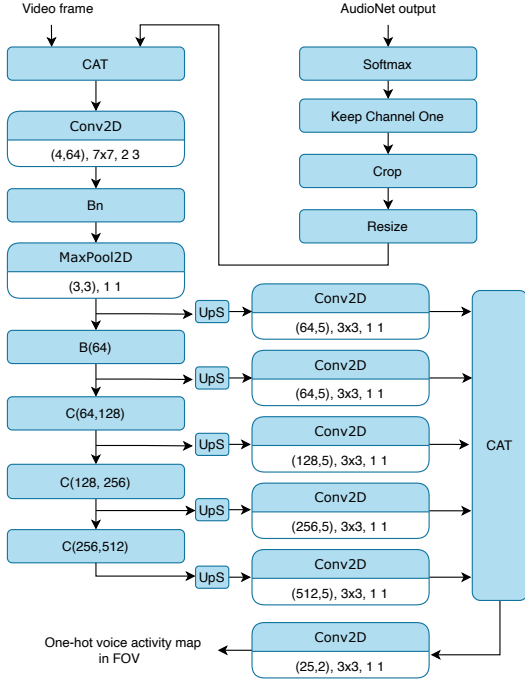 Video frame
AudioNet output
CAT
Softmax
Conv2D
(4,64), 7x7, 2 3
Keep Channel One
Crop
Bn
Resize
MaxPool2D
(3,3), 1 1
UpS
Conv2D
(64,5), 3x3, 1 1
B(64)
UpS
Conv2D
(64,5), 3x3, 1 1
C(64,128)
UpS
Conv2D
(128,5), 3x3, 1 1
CAT
C(128, 256)
UpS
Conv2D
(256,5), 3x3, 1 1
C(256,512)
UpS
Conv2D
(512,5), 3x3, 1 1
One-hot voice activity map
in FOV
Conv2D
(25,2), 3x3, 1 1